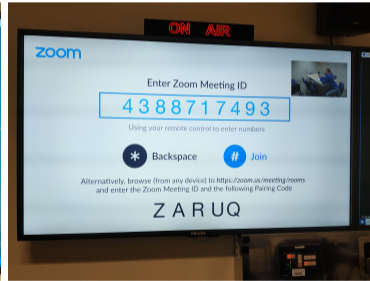 ON AIR
zoom
Enter Zoom Meeting ID
4388717493
Using your remote control to enter numbers
* Backspace
# Join
Alternatively, browse (from any device) to https://zoom.us/meeting/rooms
and enter the Zoom Meeting ID and the following Pairing Code
Z A R U Q
PHILIPS